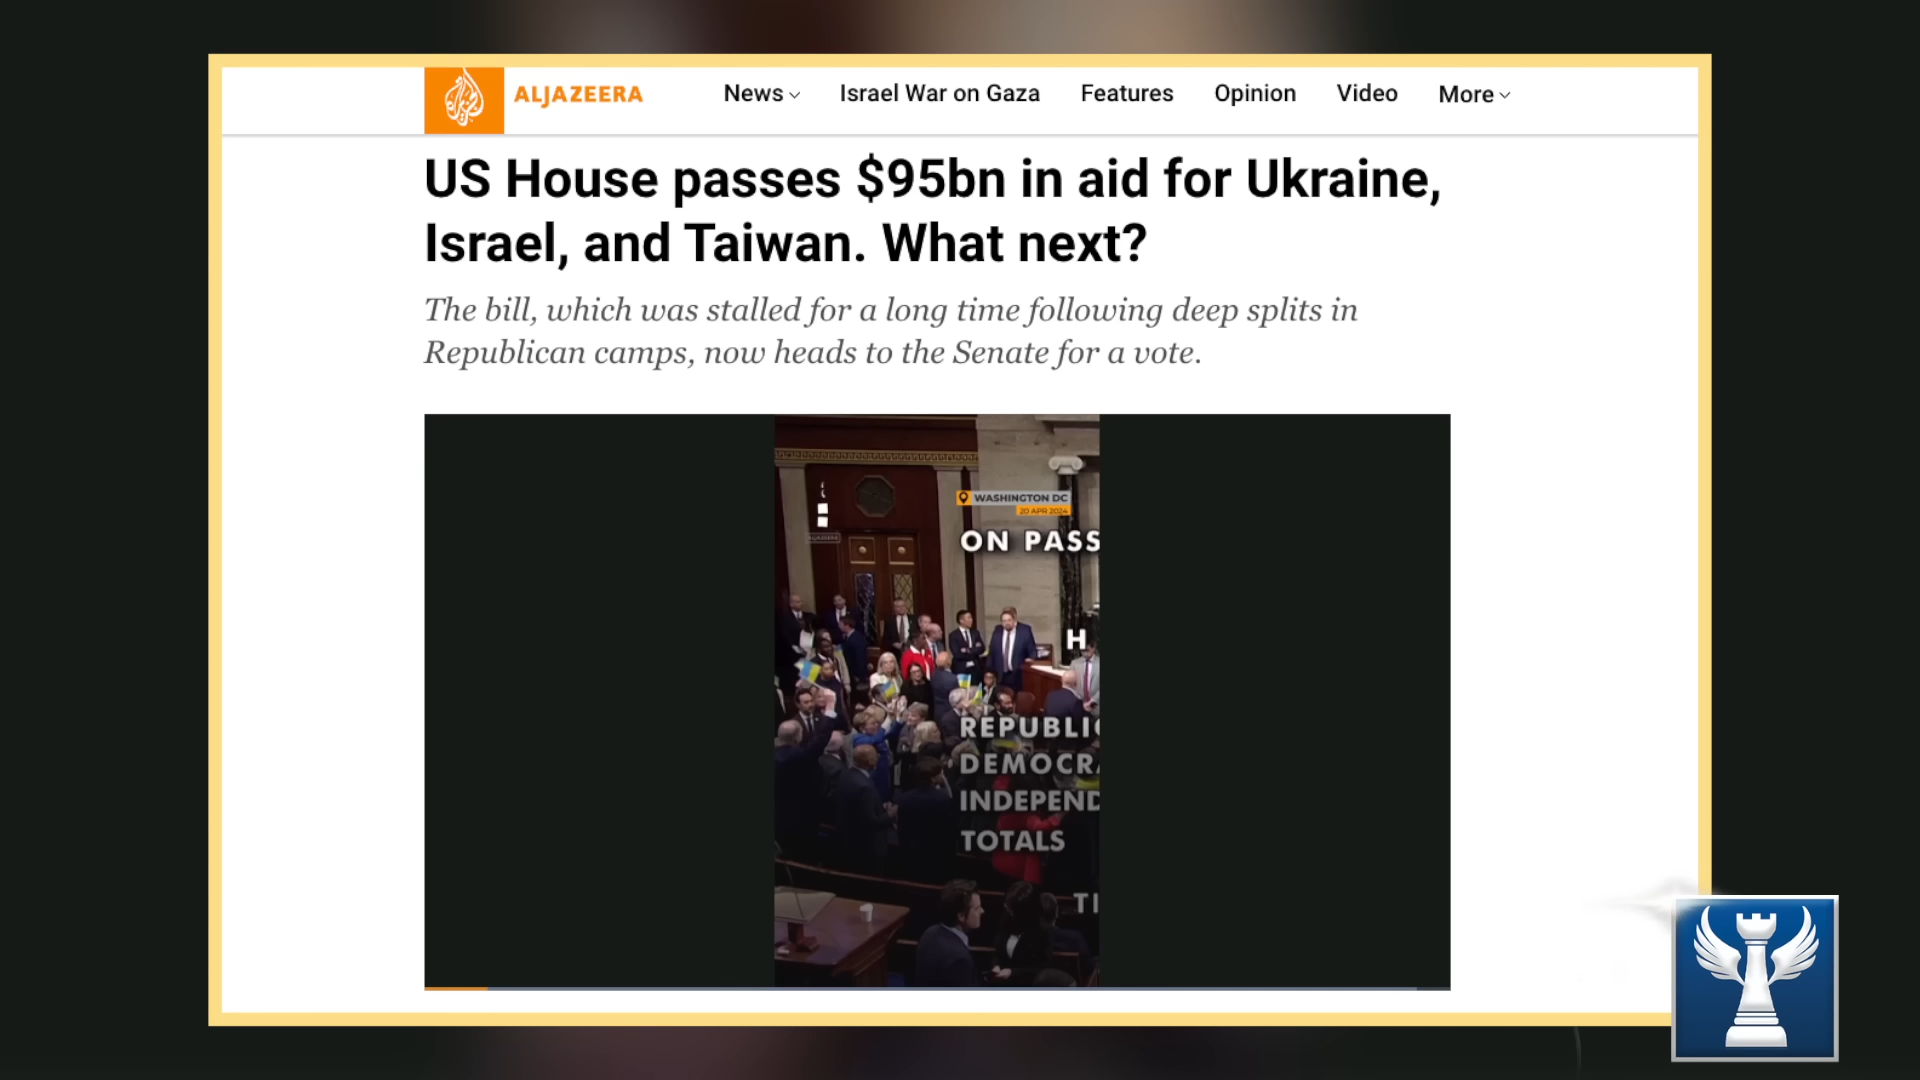 ALJAZEERA
News
Israel War on Gaza
Features
Opinion
Video
More
US House passes $95bn in aid for Ukraine,
Israel, and Taiwan. What next?
The bill, which was stalled for a long time following deep splits in
Republican camps, now heads to the Senate for a vote.
WASHINGTON DC
20 APR 2024
ALJAZEERA
ON PASS
H
REPUBLI
DEMOCRA
INDEPEND
TOTALS
TI